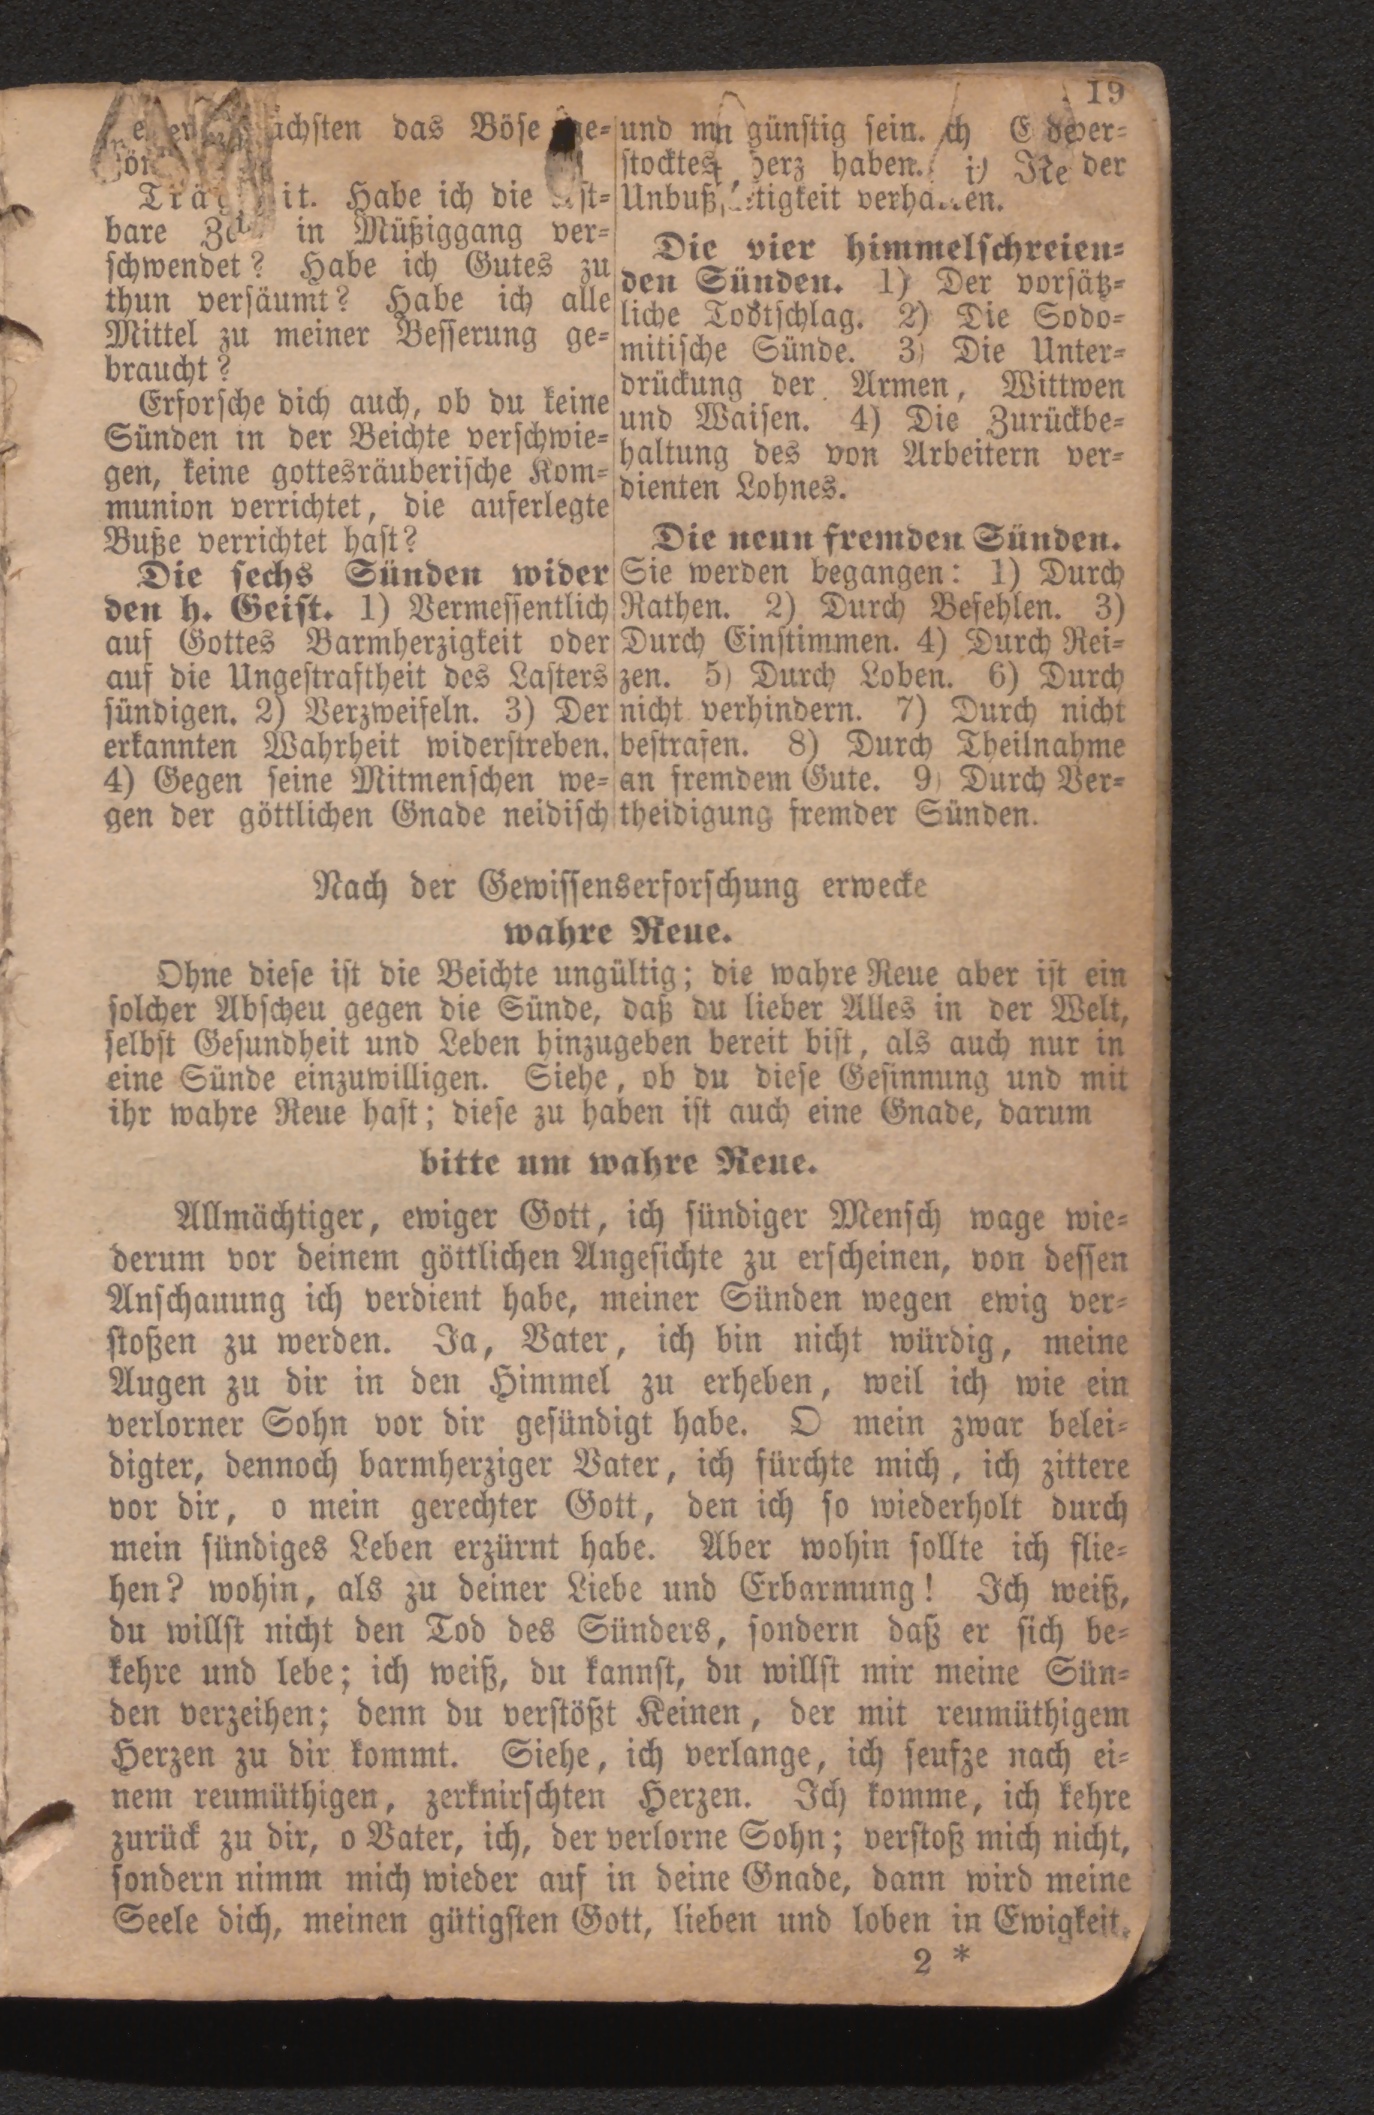 19
das Böse
Habe ich die
bare in Müßiggang ver-
schwendet? Habe ich Gutes zu
thun versäumt? Habe ich alle
Mittel zu meiner Besserung ge-
braucht?
Erforsche dich auch, ob du keine
Sünden in der Beichte verschwie-
gen, keine gottesräuberische Kom-
munion verrichtet, die auferlegte
Buße verrichtet hast?
Die sechs Sünden wider
den h. Geist. 1) Vermessentlich
auf Gottes Barmherzigkeit oder
auf die Ungestraftheit des Lasters
sündigen. 2) Verzweifeln. 3) Der
erkannten Wahrheit widerstreben.
4) Gegen seine Mitmenschen we-
gen der göttlichen Gnade neidisch
und günstig sein.
stocktes haben. der
Die vier himmelschreien-
den Sünden. 1) Der vorsätz-
liche Todtschlag. 2) Die Sodo-
mitische Sünde. 3) Die Unter-
drückung der Armen, Wittwen
und Waisen. 4) Die Zurückbe-
haltung des von Arbeitern ver-
dienten Lohnes.
Die neun fremden Sünden.
Sie werden begangen: 1) Durch
Rathen. 2) Durch Befehlen. 3)
Durch Einstimmen. 4) Durch Rei-
zen. 5) Durch Loben. 6) Durch
nicht verhindern. 7) Durch nicht
bestrafen. 8) Durch Theilnahme
an fremdem Gute. 9) Durch Ver-
theidigung fremder Sünden.
Nach der Gewissenserforschung erwecke
wahre Reue.
Ohne diese ist die Beichte ungültig; die wahre Reue aber ist ein
solcher Abscheu gegen die Sünde, daß du lieber Alles in der Welt,
selbst Gesundheit und Leben hinzugeben bereit bist, als auch nur in
eine Sünde einzuwilligen. Siehe, ob du diese Gesinnung und mit
ihr wahre Reue hast; diese zu haben ist auch eine Gnade, darum
bitte um wahre Reue.
Allmächtiger, ewiger Gott, ich sündiger Mensch wage wie-
derum vor deinem göttlichen Angesichte zu erscheinen, von dessen
Anschauung ich verdient habe, meiner Sünden wegen ewig ver-
stoßen zu werden. Ja, Vater, ich bin nicht würdig, meine
Augen zu dir in den Himmel zu erheben, weil ich wie ein
verlorner Sohn vor dir gesündigt habe. O mein zwar belei-
digter, dennoch barmherziger Vater, ich fürchte mich, ich zittere
vor dir, o mein gerechter Gott, den ich so wiederholt durch
mein sündiges Leben erzürnt habe. Aber wohin sollte ich flie-
hen? wohin, als zu deiner Liebe und Erbarmung! Ich weiß,
du willst nicht den Tod des Sünders, sondern daß er sich be-
kehre und lebe; ich weiß, du kannst, du willst mir meine Sün-
den verzeihen; denn du verstößt Keinen, der mit reumüthigem
Herzen zu dir kommt. Siehe, ich verlange, ich seufze nach ei-
nem reumüthigen, zerknirschten Herzen. Ich komme, ich kehre
zurück zu dir, o Vater, ich, der verlorne Sohn; verstoß mich nicht,
sondern nimm mich wieder auf in deine Gnade, dann wird meine
Seele dich, meinen gütigsten Gott, lieben und loben in Ewigkeit.
2 *